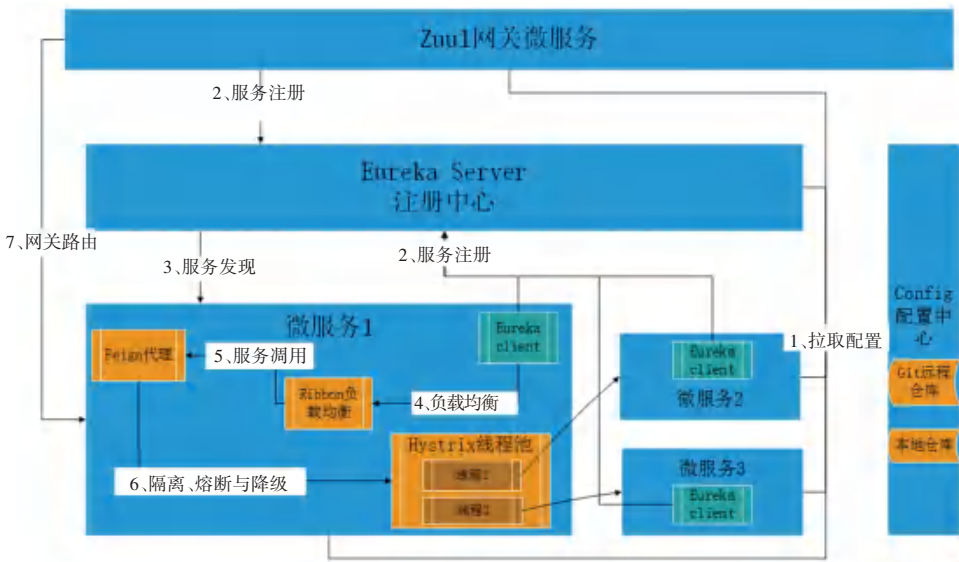 Zuul网关微服务
2、服务注册
Eureka Server
注册中心
7、网关路由
3、服务发现
2、服务注册
微服务1
Eureka
client
Feign代理
5、服务调用
Ribbon负
载均衡
4、负载均衡
Hystrix线程池
线程1
线程2
6、隔离、熔断与降级
Eureka
client
微服务2
微服务3
Eureka
client
1、拉取配置
Config
配置中
心
Git远程
仓库
本地仓库